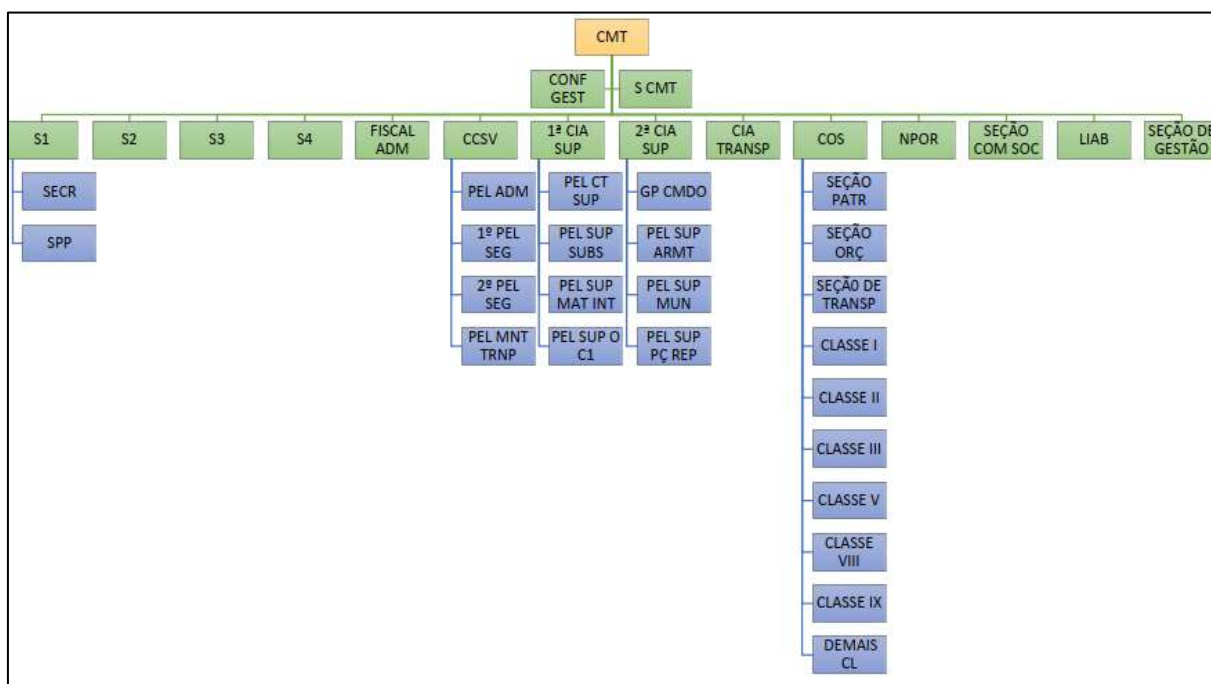 CMT
CONF
GEST
S CMT
S1
S2
S3
S4
FISCAL
ADM
CCSV
1ª CIA
SUP
2ª CIA
SUP
CIA
TRANSP
COS
NPOR
SEÇÃO
COM SOC
LIAB
SEÇÃO DE
GESTÃO
SECR
SPP
PEL ADM
1º PEL
SEG
2º PEL
SEG
PEL MNT
TRNP
PEL CT
SUP
PEL SUP
SUBS
PEL SUP
MAT INT
PEL SUP O
C1
GP CMDO
PEL SUP
ARMT
PEL SUP
MUN
PEL SUP
PÇ REP
SEÇÃO
PATR
SEÇÃO
ORÇ
SEÇÃ0 DE
TRANSP
CLASSE I
CLASSE II
CLASSE III
CLASSE V
CLASSE
VIII
CLASSE IX
DEMAIS
CL